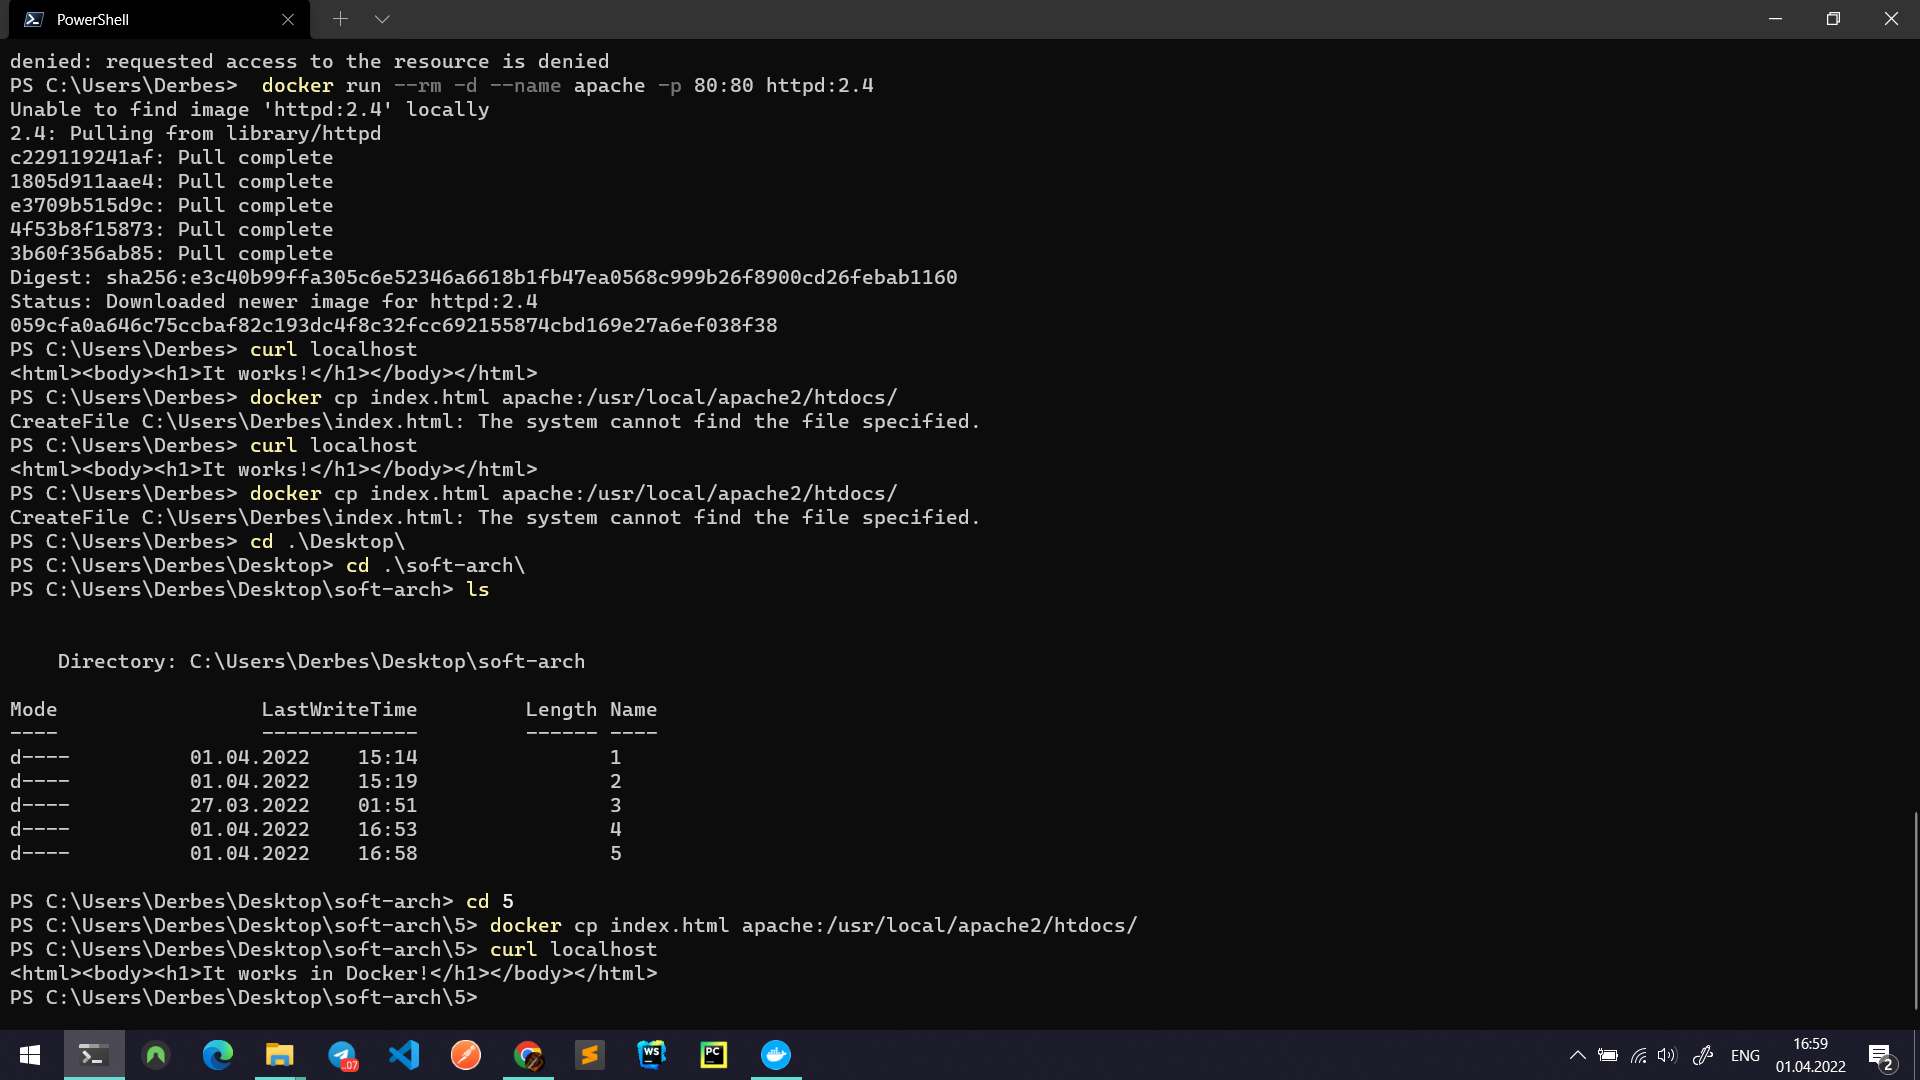 PowerShell
denied: requested access to the resource is denied
PS C:\Users\Derbes>  docker run --rm -d --name apache -p 80:80 httpd:2.4
Unable to find image 'httpd:2.4' locally
2.4: Pulling from library/httpd
c229119241af: Pull complete
1805d911aae4: Pull complete
e3709b515d9c: Pull complete
4f53b8f15873: Pull complete
3b60f356ab85: Pull complete
Digest: sha256:e3c40b99ffa305c6e52346a6618b1fb47ea0568c999b26f8900cd26febab1160
Status: Downloaded newer image for httpd:2.4
059cfa0a646c75ccbaf82c193dc4f8c32fcc692155874cbd169e27a6ef038f38
PS C:\Users\Derbes> curl localhost
<html><body><h1>It works!</h1></body></html>
PS C:\Users\Derbes> docker cp index.html apache:/usr/local/apache2/htdocs/
CreateFile C:\Users\Derbes\index.html: The system cannot find the file specified.
PS C:\Users\Derbes> curl localhost
<html><body><h1>It works!</h1></body></html>
PS C:\Users\Derbes> docker cp index.html apache:/usr/local/apache2/htdocs/
CreateFile C:\Users\Derbes\index.html: The system cannot find the file specified.
PS C:\Users\Derbes> cd .\Desktop\
PS C:\Users\Derbes\Desktop> cd .\soft-arch\
PS C:\Users\Derbes\Desktop\soft-arch> ls
    Directory: C:\Users\Derbes\Desktop\soft-arch
Mode                 LastWriteTime         Length Name
----                 -------------         ------ ----
d----          01.04.2022    15:14                1
d----          01.04.2022    15:19                2
d----          27.03.2022    01:51                3
d----          01.04.2022    16:53                4
d----          01.04.2022    16:58                5
PS C:\Users\Derbes\Desktop\soft-arch> cd 5
PS C:\Users\Derbes\Desktop\soft-arch\5> docker cp index.html apache:/usr/local/apache2/htdocs/
PS C:\Users\Derbes\Desktop\soft-arch\5> curl localhost
<html><body><h1>It works in Docker!</h1></body></html>
PS C:\Users\Derbes\Desktop\soft-arch\5>
..07
WS
PC
ENG
16:59
01.04.2022
2